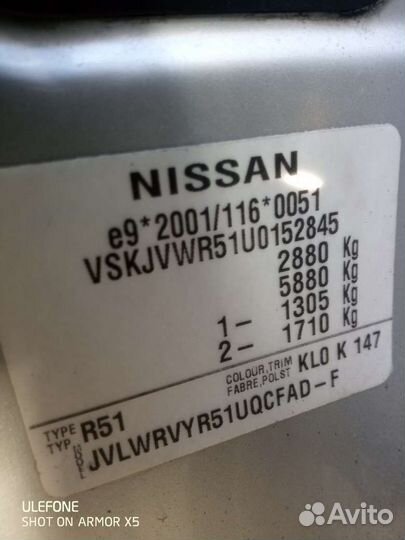 NISSAN
e9*2001/116*0051
VSKJVWR51U0152845
2880 Kg
5880 Kg
1- 1305 Kg
2- 1710 Kg
COLOUR,TRIM
FABRE,POLST KL0 K 147
TYPE
TYP R51
MODEL JVLWRVYR51UQCFAD-F
ULEFONE
SHOT ON ARMOR X5
Avito